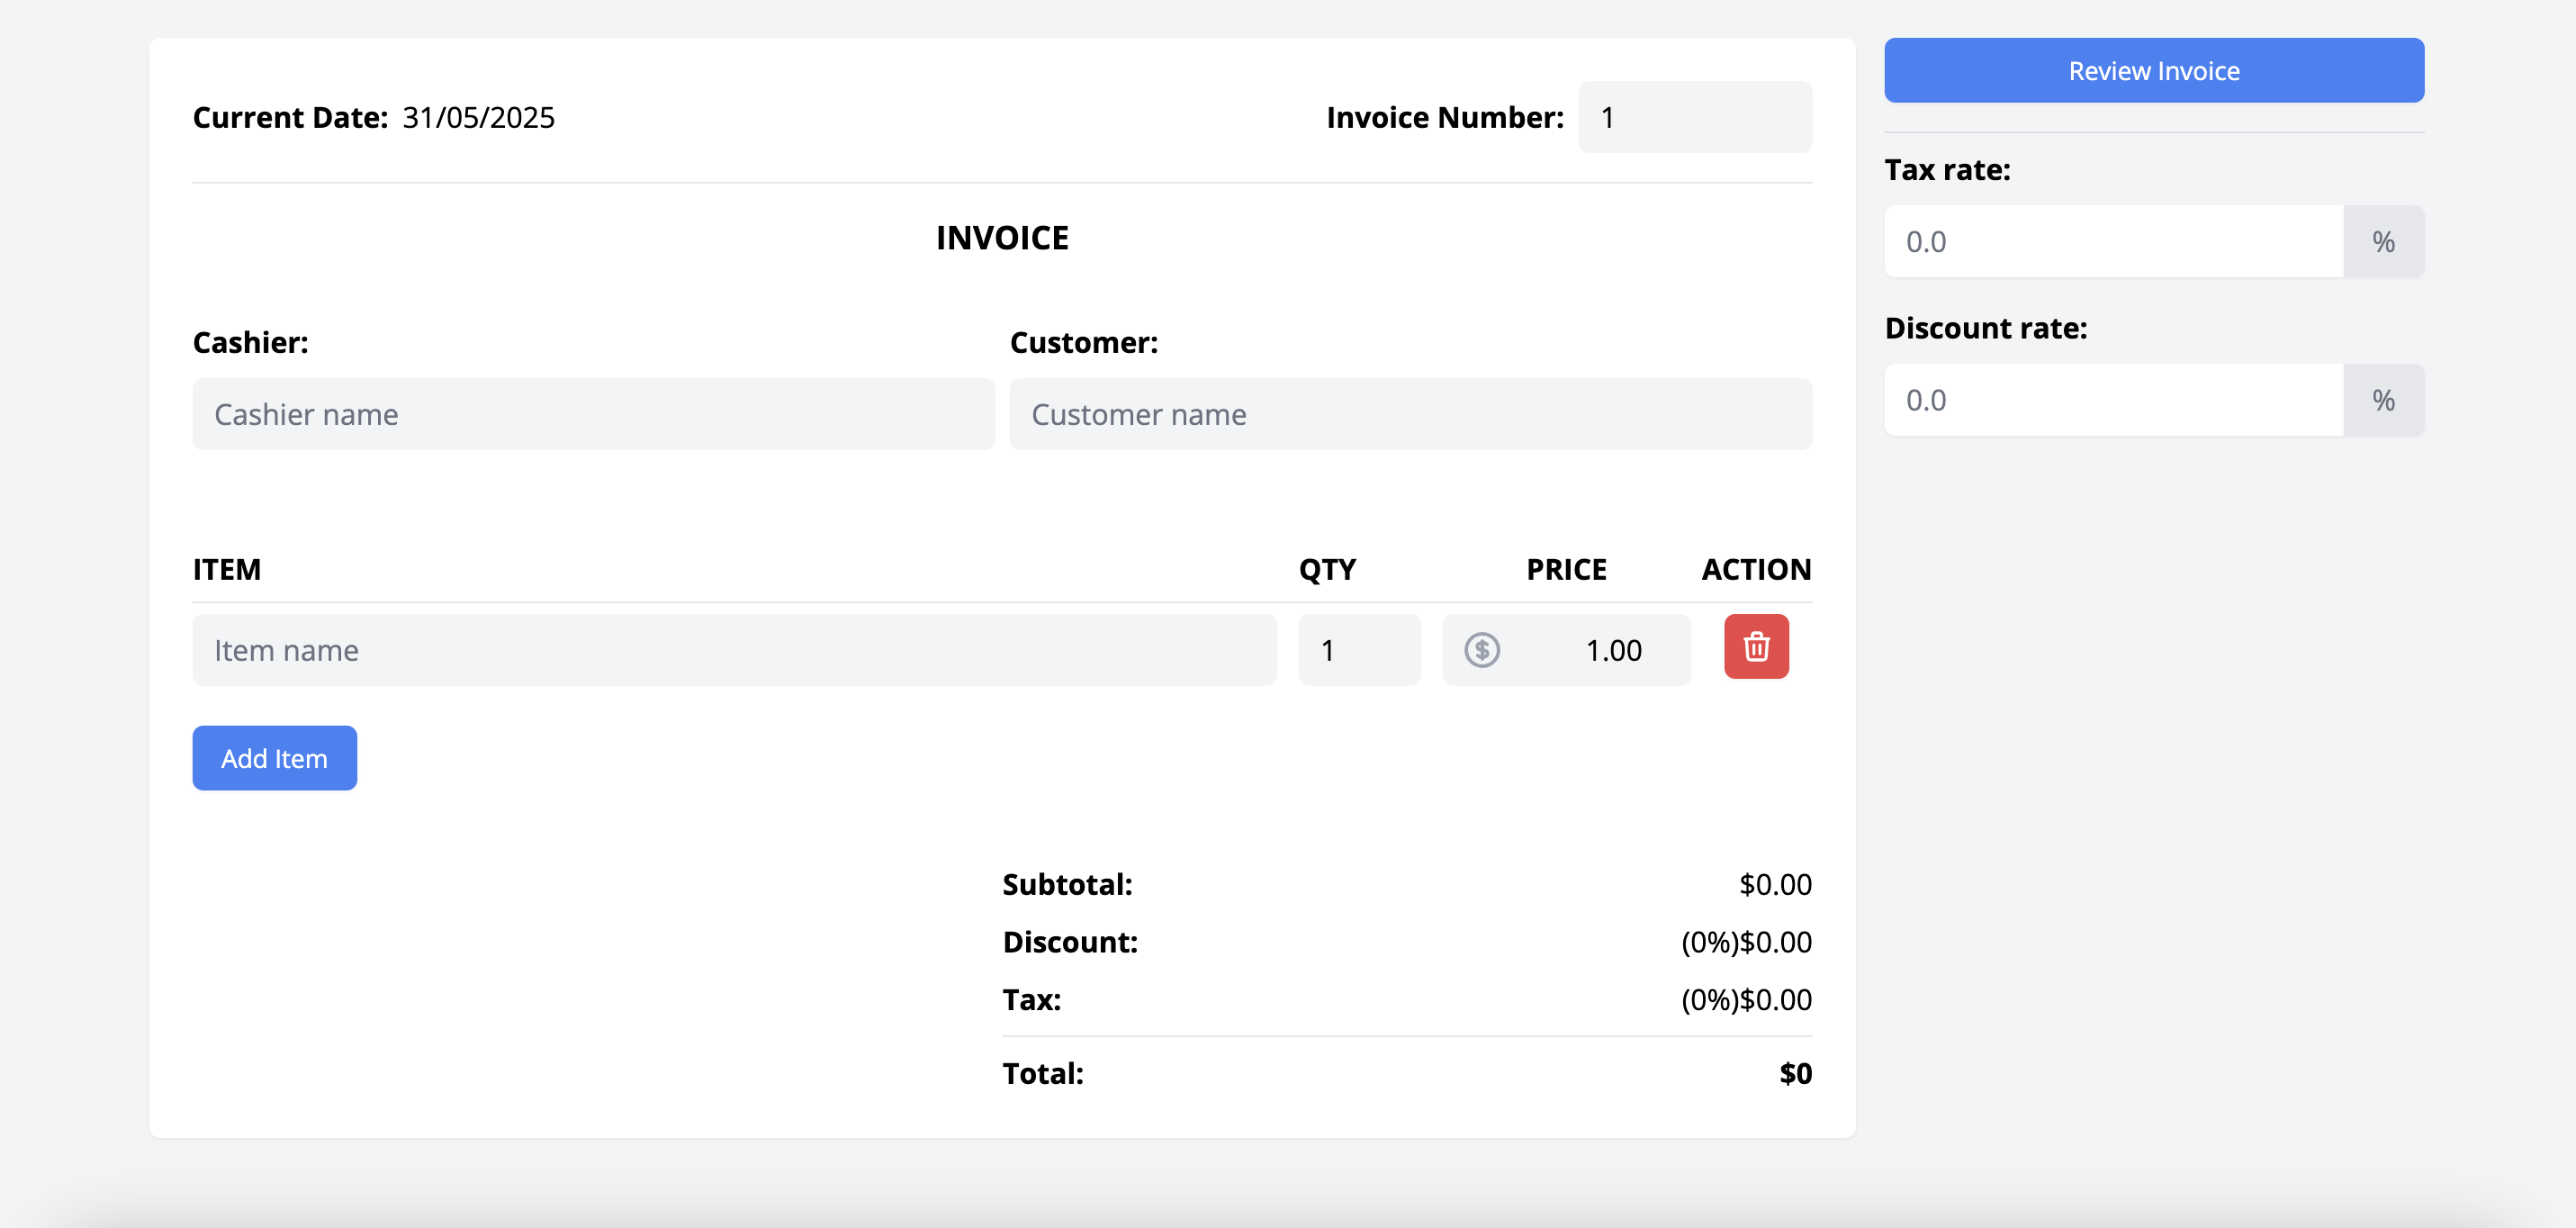 Current Date: 31/05/2025
Invoice Number: 1
Review Invoice
INVOICE
Tax rate:
0.0 %
Discount rate:
0.0 %
Cashier:
Cashier name
Customer:
Customer name
ITEM QTY PRICE ACTION
Item name 1 $ 1.00
Add Item
Subtotal: $0.00
Discount: (0%)$0.00
Tax: (0%)$0.00
Total: $0